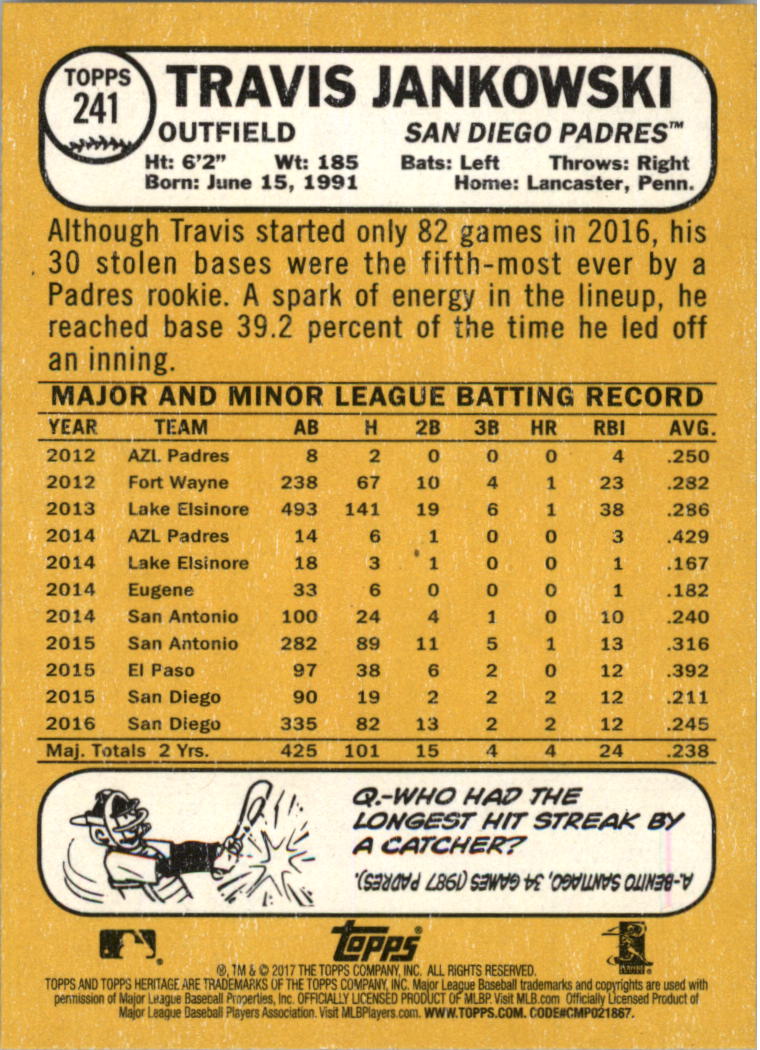 TOPPS
241
TRAVIS JANKOWSKI
OUTFIELD SAN DIEGO PADRES™
Ht: 6'2" Wt: 185 Bats: Left Throws: Right
Born: June 15, 1991 Home: Lancaster, Penn.
Although Travis started only 82 games in 2016, his
30 stolen bases were the fifth-most ever by a
Padres rookie. A spark of energy in the lineup, he
reached base 39.2 percent of the time he led off
an inning.
MAJOR AND MINOR LEAGUE BATTING RECORD
YEAR TEAM AB H 2B 3B HR RBI AVG.
2012 AZL Padres 8 2 0 0 0 4 .250
2012 Fort Wayne 238 67 10 4 1 23 .282
2013 Lake Elsinore 493 141 19 6 1 38 .286
2014 AZL Padres 14 6 1 0 0 3 .429
2014 Lake Elsinore 18 3 1 0 0 1 .167
2014 Eugene 33 6 0 0 0 1 .182
2014 San Antonio 100 24 4 1 0 10 .240
2015 San Antonio 282 89 11 5 1 13 .316
2015 El Paso 97 38 6 2 0 12 .392
2015 San Diego 90 19 2 2 2 12 .211
2016 San Diego 335 82 13 2 2 12 .245
Maj. Totals 2 Yrs. 425 101 15 4 4 24 .238
Q.-WHO HAD THE
LONGEST HIT STREAK BY
A CATCHER?
A.-BENITO SANTIAGO, 34 GAMES (1987 PADRES).
TOPPS®
®, TM & © 2017 THE TOPPS COMPANY, INC. ALL RIGHTS RESERVED.
TOPPS AND TOPPS HERITAGE ARE TRADEMARKS OF THE TOPPS COMPANY, INC. Major League Baseball trademarks and copyrights are used with
permission of Major League Baseball Properties, Inc. OFFICIALLY LICENSED PRODUCT OF MLBP. Visit MLB.com Officially Licensed Product of
Major League Baseball Players Association. Visit MLBPlayers.com. WWW.TOPPS.COM. CODE#CMP021867.